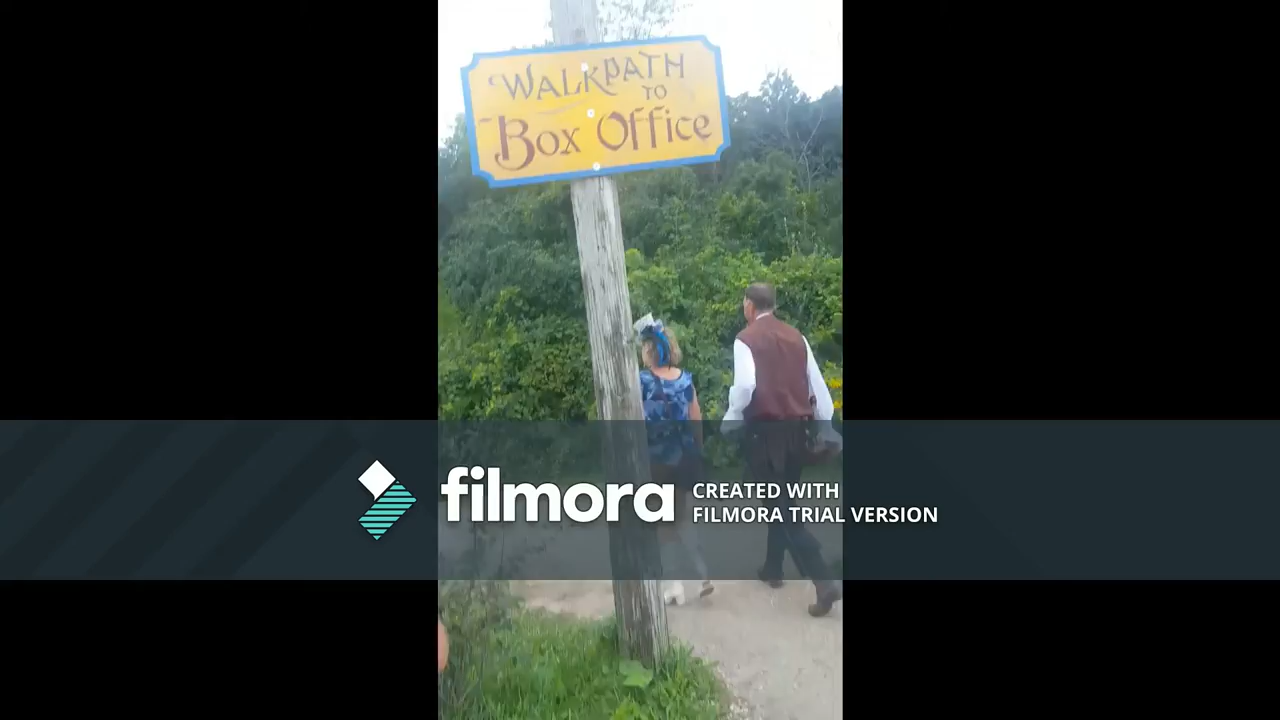 WALKPATH
TO
BOX OFFICE
filmora
CREATED WITH
FILMORA TRIAL VERSION